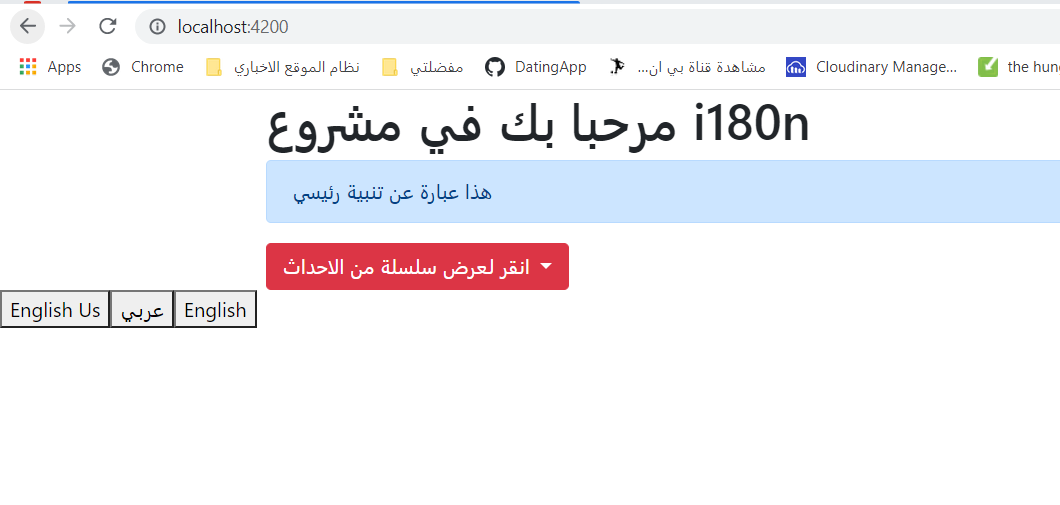 localhost:4200
Apps Chrome نظام الموقع الاخباري مفضلتي DatingApp مشاهدة قناة بي ان... Cloudinary Manage... the hun
مرحبا بك في مشروع i180n
هذا عبارة عن تنبية رئيسي
انقر لعرض سلسلة من الاحداث
English Us عربي English